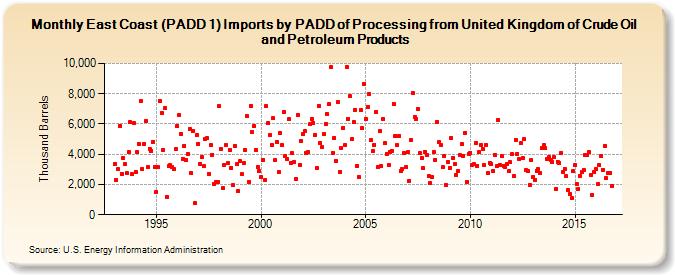 Monthly East Coast (PADD 1) Imports by PADD of Processing from United Kingdom of Crude Oil
and Petroleum Products
Thousand Barrels
10,000
8,000
6,000
4,000
2,000
0
1995
2000
2005
2010
2015
Source: U.S. Energy Information Administration